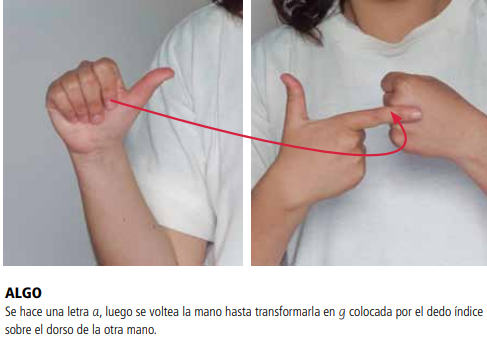 ALGO
Se hace una letra a, luego se voltea la mano hasta transformarla en g colocada por el dedo índice
sobre el dorso de la otra mano.